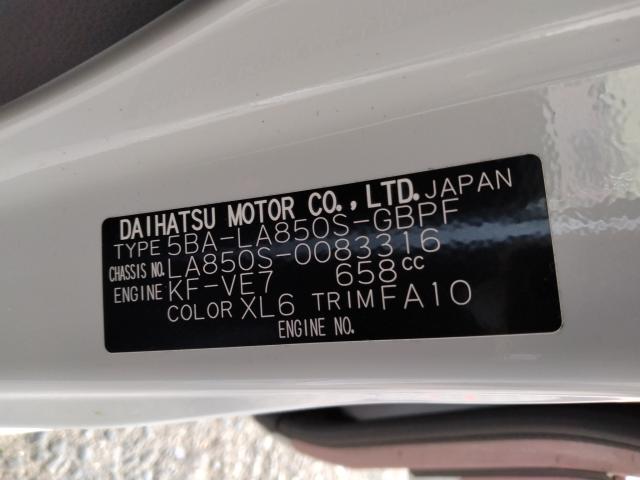 DAIHATSU MOTOR CO., LTD. JAPAN
TYPE 5BA-LA850S-GBPF
CHASSIS NO. LA850S-0083316
ENGINE KF-VE7 658cc
COLOR XL6 TRIM FA10
ENGINE NO.